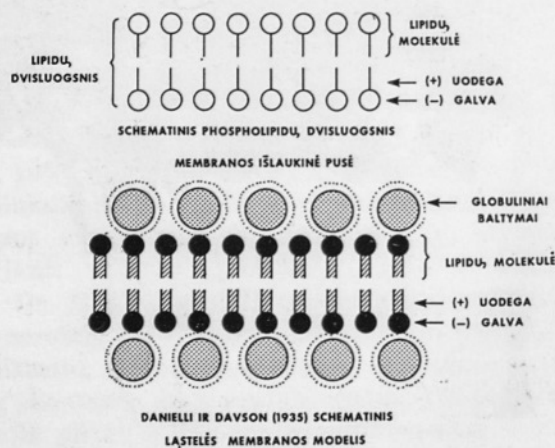 LIPIDŲ,
DVISLUOGSNIS
LIPIDŲ,
MOLEKULĖ
(+) UODEGA
(−) GALVA
SCHEMATINIS PHOSPHOLIPIDŲ, DVISLUOGSNIS
MEMBRANOS IŠLAUKINĖ PUSĖ
GLOBULINIAI
BALTYMAI
LIPIDŲ, MOLEKULĖ
(+) UODEGA
(−) GALVA
DANIELLI IR DAVSON (1935) SCHEMATINIS
LĄSTELĖS MEMBRANOS MODELIS